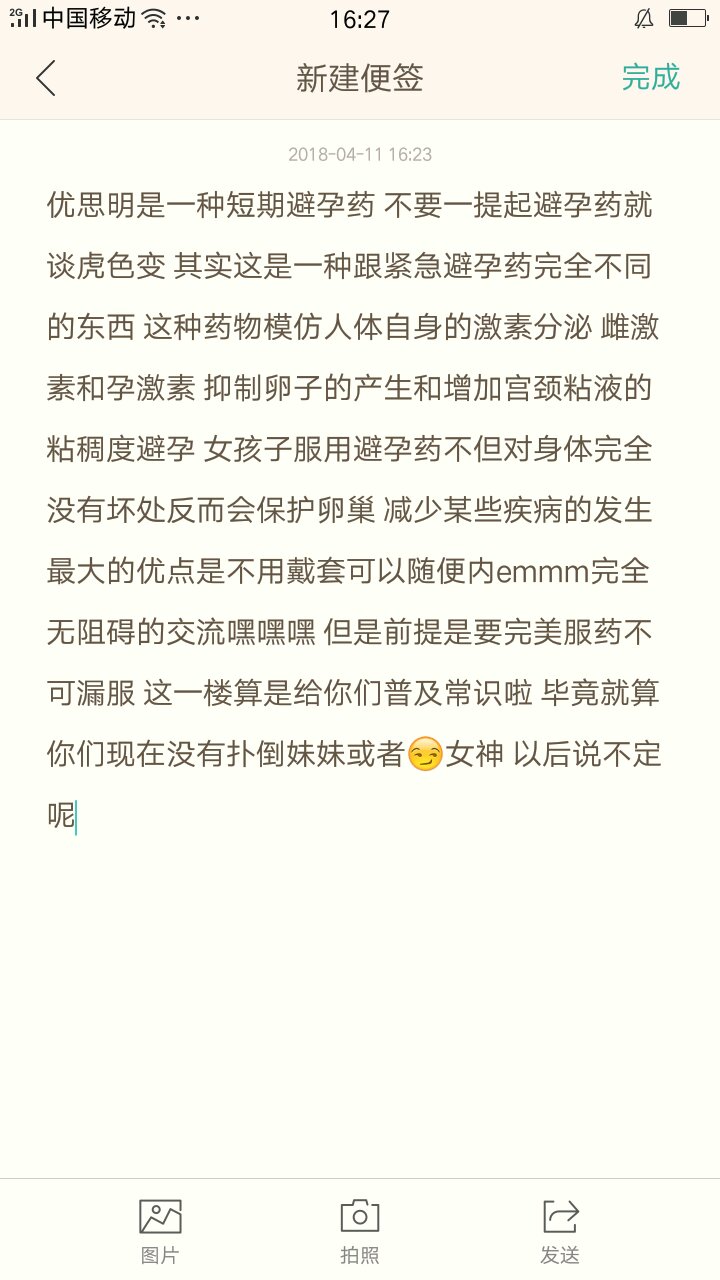 2G 中国移动 16:27
新建便签 完成
2018-04-11 16:23
优思明是一种短期避孕药 不要一提起避孕药就
谈虎色变 其实这是一种跟紧急避孕药完全不同
的东西 这种药物模仿人体自身的激素分泌 雌激
素和孕激素 抑制卵子的产生和增加宫颈粘液的
粘稠度避孕 女孩子服用避孕药不但对身体完全
没有坏处反而会保护卵巢 减少某些疾病的发生
最大的优点是不用戴套可以随便内emmm完全
无阻碍的交流嘿嘿嘿 但是前提是要完美服药不
可漏服 这一楼算是给你们普及常识啦 毕竟就算
你们现在没有扑倒妹妹或者😏女神 以后说不定
呢
图片 拍照 发送